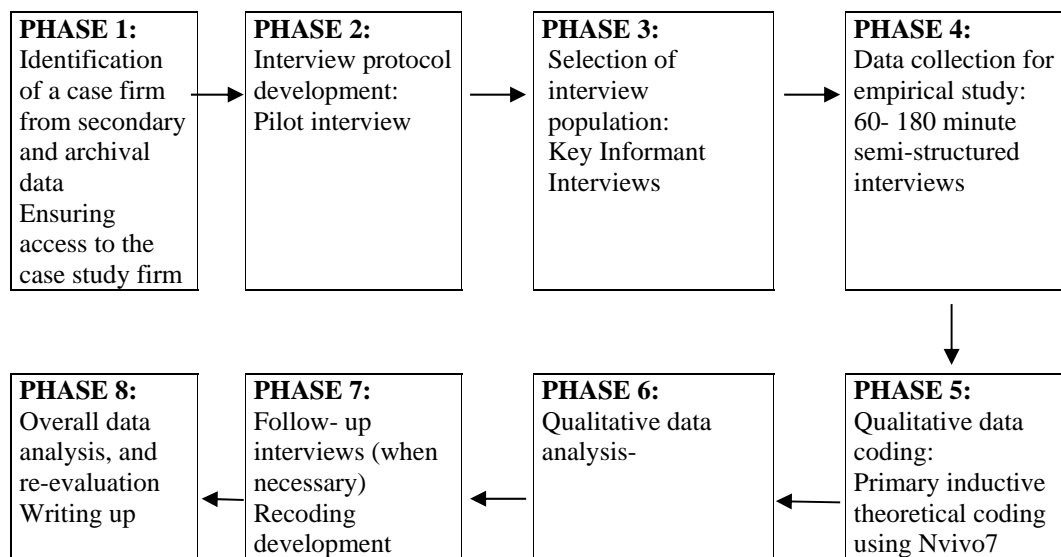 PHASE 1:
Identification
of a case firm
from secondary
and archival
data
Ensuring
access to the
case study firm
PHASE 2:
Interview protocol
development:
Pilot interview
PHASE 3:
Selection of
interview
population:
Key Informant
Interviews
PHASE 4:
Data collection for
empirical study:
60- 180 minute
semi-structured
interviews
PHASE 5:
Qualitative data
coding:
Primary inductive
theoretical coding
using Nvivo7
PHASE 6:
Qualitative data
analysis-
PHASE 7:
Follow- up
interviews (when
necessary)
Recoding
development
PHASE 8:
Overall data
analysis, and
re-evaluation
Writing up